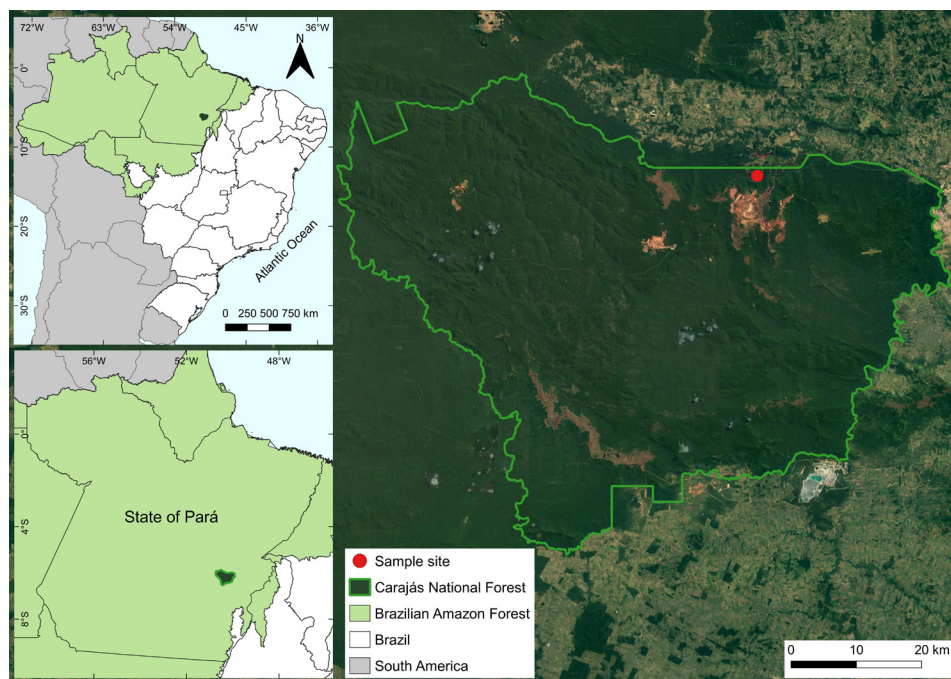 72°W 63°W 54°W 45°W 36°W
N
0°
10°S
20°S
30°S
Atlantic Ocean
0 250 500 750 km
56°W 52°W 48°W
0°
4°S
8°S
State of Pará
Sample site
Carajás National Forest
Brazilian Amazon Forest
Brazil
South America
0 10 20 km